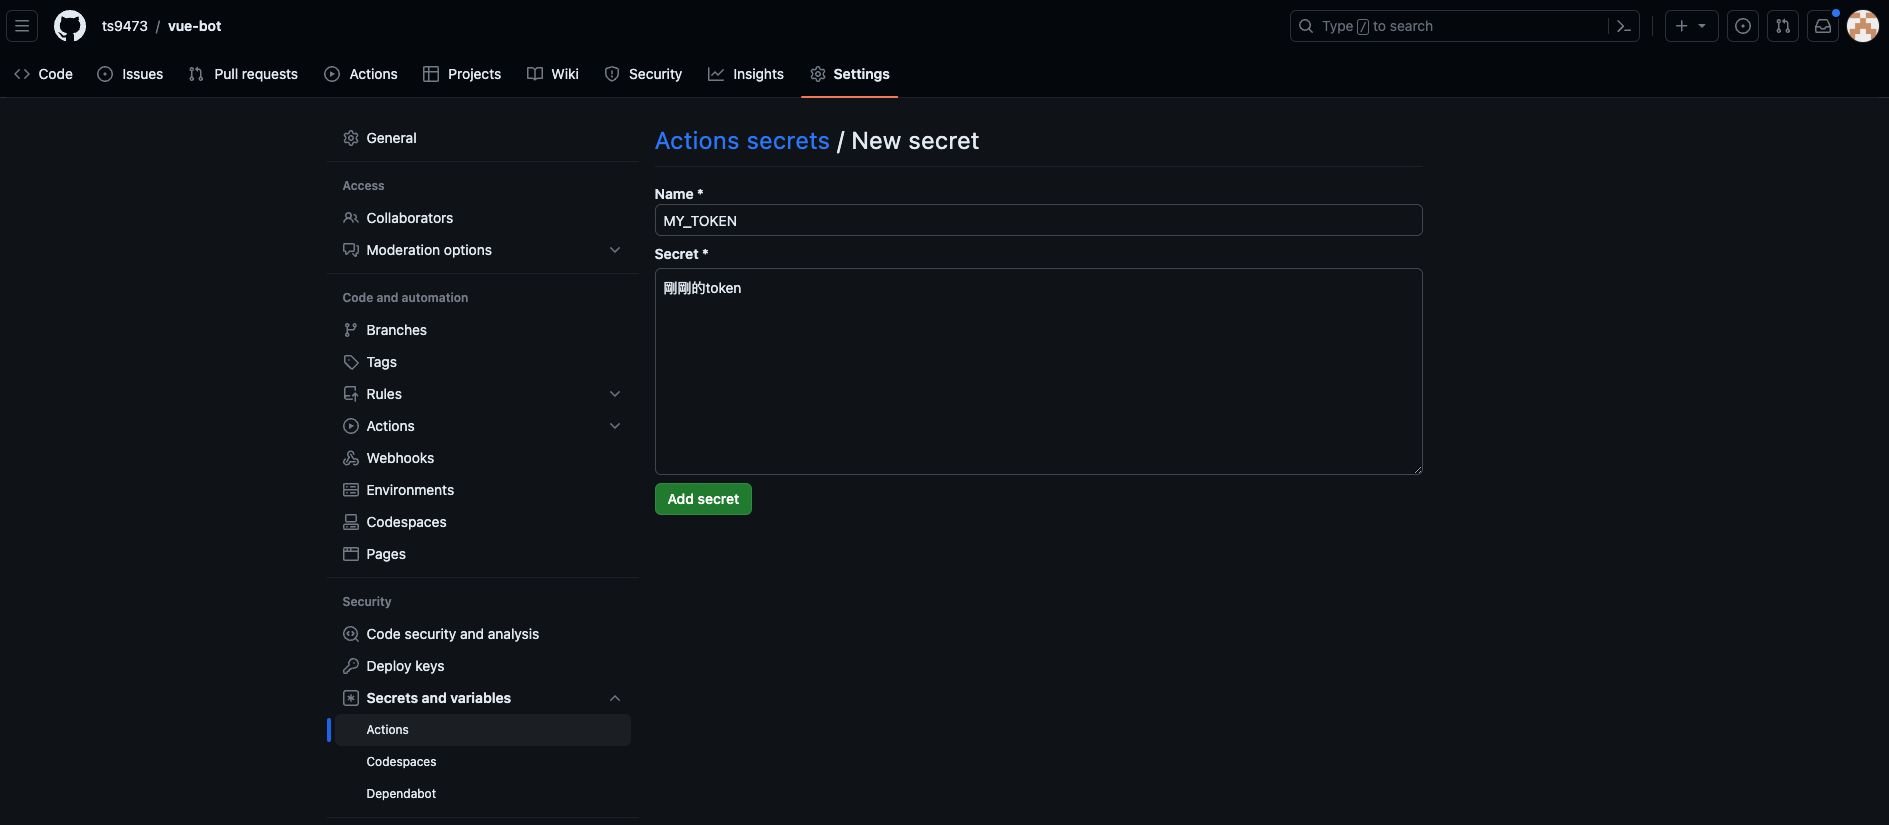 ts9473 / vue-bot
Type / to search
Code Issues Pull requests Actions Projects Wiki Security Insights Settings
General
Access
Collaborators
Moderation options
Code and automation
Branches
Tags
Rules
Actions
Webhooks
Environments
Codespaces
Pages
Security
Code security and analysis
Deploy keys
Secrets and variables
Actions
Codespaces
Dependabot
Actions secrets / New secret
Name *
MY_TOKEN
Secret *
剛剛的token
Add secret